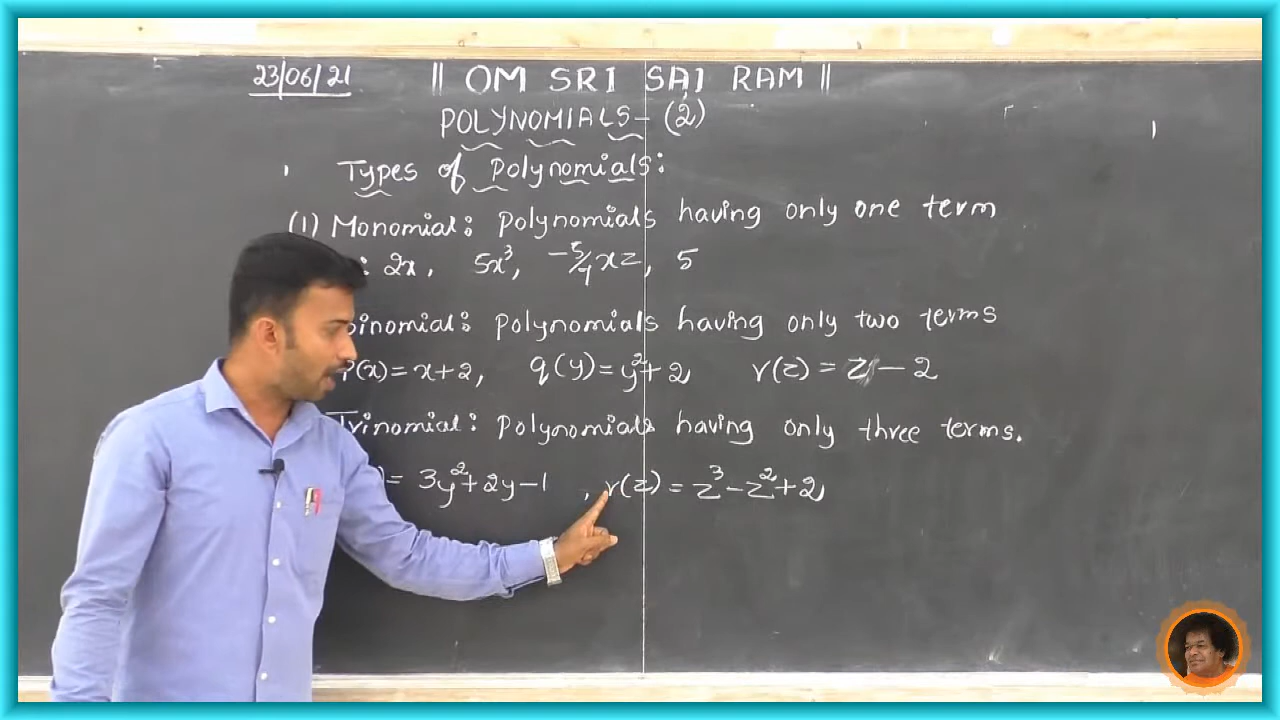 23/06/21 || OM SRI SAI RAM ||
POLYNOMIALS - (2)
Types of Polynomials:
(1) Monomial: Polynomials having only one term
: 2x, 5x³, -5/4 xz, 5
Binomial: Polynomials having only two terms
P(x) = x+2, q(y) = y²+2 r(z) = z - 2
Trinomial: Polynomials having only three terms.
) = 3y²+2y-1, r(z) = z³-z²+2